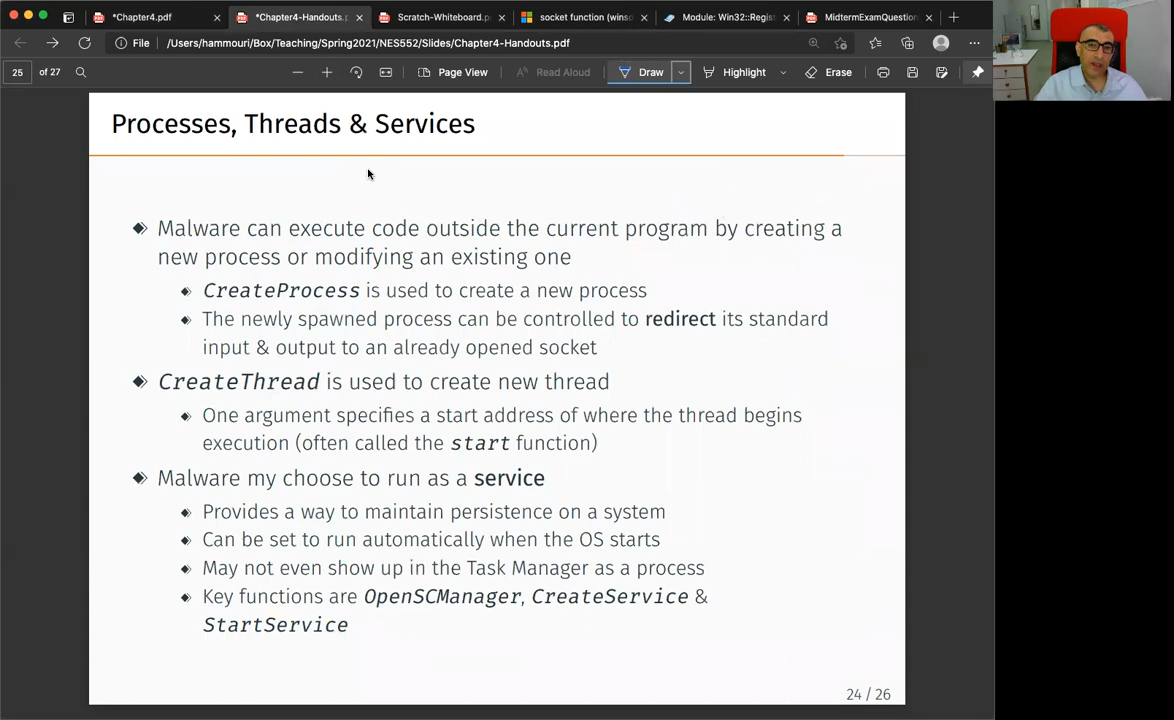 *Chapter4.pdf
*Chapter4-Handouts.p
Scratch-Whiteboard.p
socket function (wins
Module: Win32::Regis
MidtermExamQuestion
File
/Users/hammouri/Box/Teaching/Spring2021/NES552/Slides/Chapter4-Handouts.pdf
25 of 27
Page View
Read Aloud
Draw
Highlight
Erase
Processes, Threads & Services
Malware can execute code outside the current program by creating a
new process or modifying an existing one
CreateProcess is used to create a new process
The newly spawned process can be controlled to redirect its standard
input & output to an already opened socket
CreateThread is used to create new thread
One argument specifies a start address of where the thread begins
execution (often called the start function)
Malware my choose to run as a service
Provides a way to maintain persistence on a system
Can be set to run automatically when the OS starts
May not even show up in the Task Manager as a process
Key functions are OpenSCManager, CreateService &
StartService
24 / 26